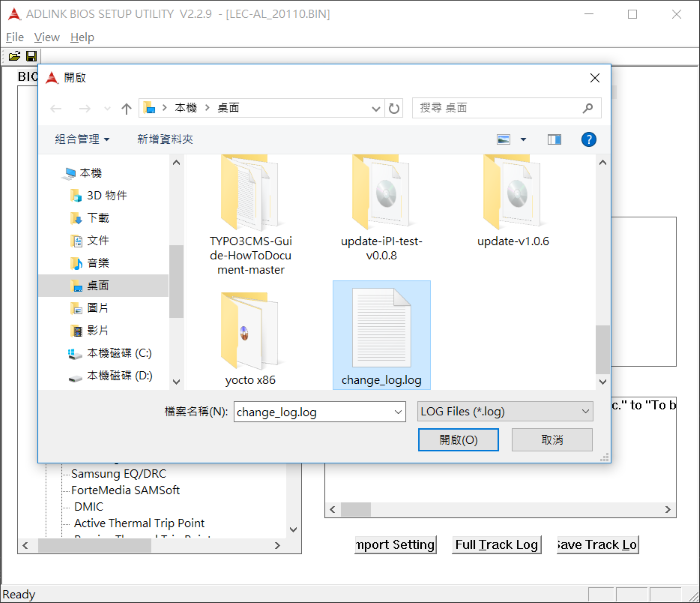 ADLINK BIOS SETUP UTILITY V2.2.9 - [LEC-AL_20110.BIN]
File View Help
BIO
開啟
本機 > 桌面
搜尋 桌面
組合管理
新增資料夾
本機
3D 物件
下載
文件
音樂
桌面
圖片
影片
本機磁碟 (C:)
本機磁碟 (D:)
TYPO3CMS-Gui
de-HowToDocu
ment-master
update-iPI-test-
v0.0.8
update-v1.0.6
yocto x86
change_log.log
檔案名稱(N):
change_log.log
LOG Files (*.log)
開啟(O)
取消
c." to "To b
Samsung EQ/DRC
ForteMedia SAMSoft
DMIC
Active Thermal Trip Point
mport Setting
Full Track Log
Save Track Lo
Ready